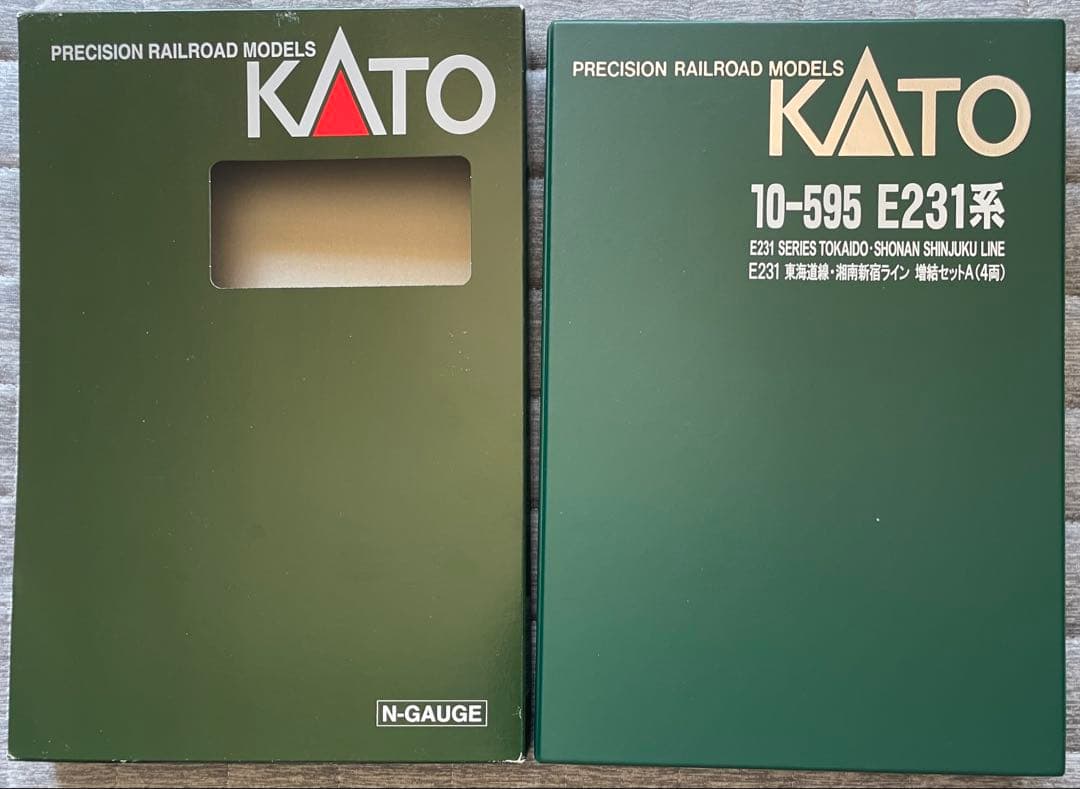 PRECISION RAILROAD MODELS
KATO
N-GAUGE
PRECISION RAILROAD MODELS
KATO
10-595 E231系
E231 SERIES TOKAIDO・SHONAN SHINJUKU LINE
E231 東海道線・湘南新宿ライン 増結セットA(4両)